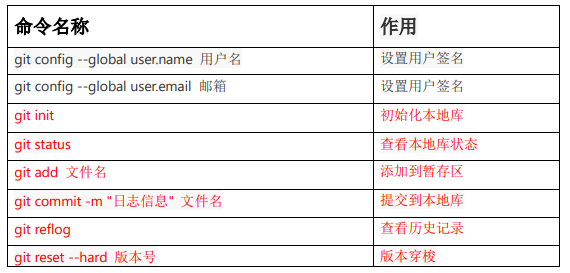 命令名称 作用
git config --global user.name 用户名 设置用户签名
git config --global user.email 邮箱 设置用户签名
git init 初始化本地库
git status 查看本地库状态
git add 文件名 添加到暂存区
git commit -m "日志信息" 文件名 提交到本地库
git reflog 查看历史记录
git reset --hard 版本号 版本穿梭